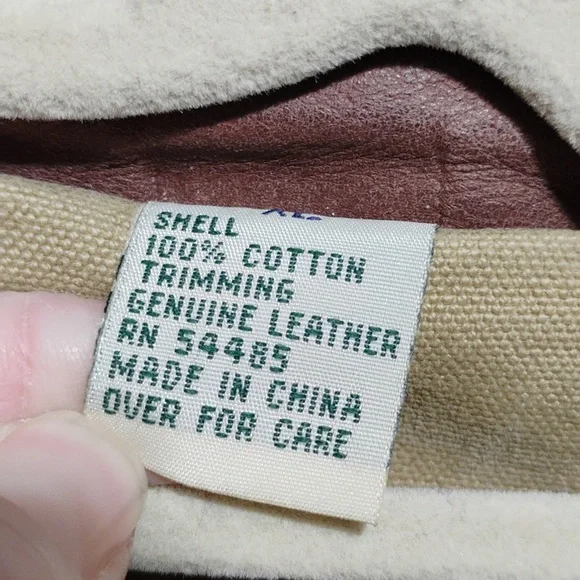 SHELL
100% COTTON
TRIMMING
GENUINE LEATHER
RN 54485
MADE IN CHINA
OVER FOR CARE